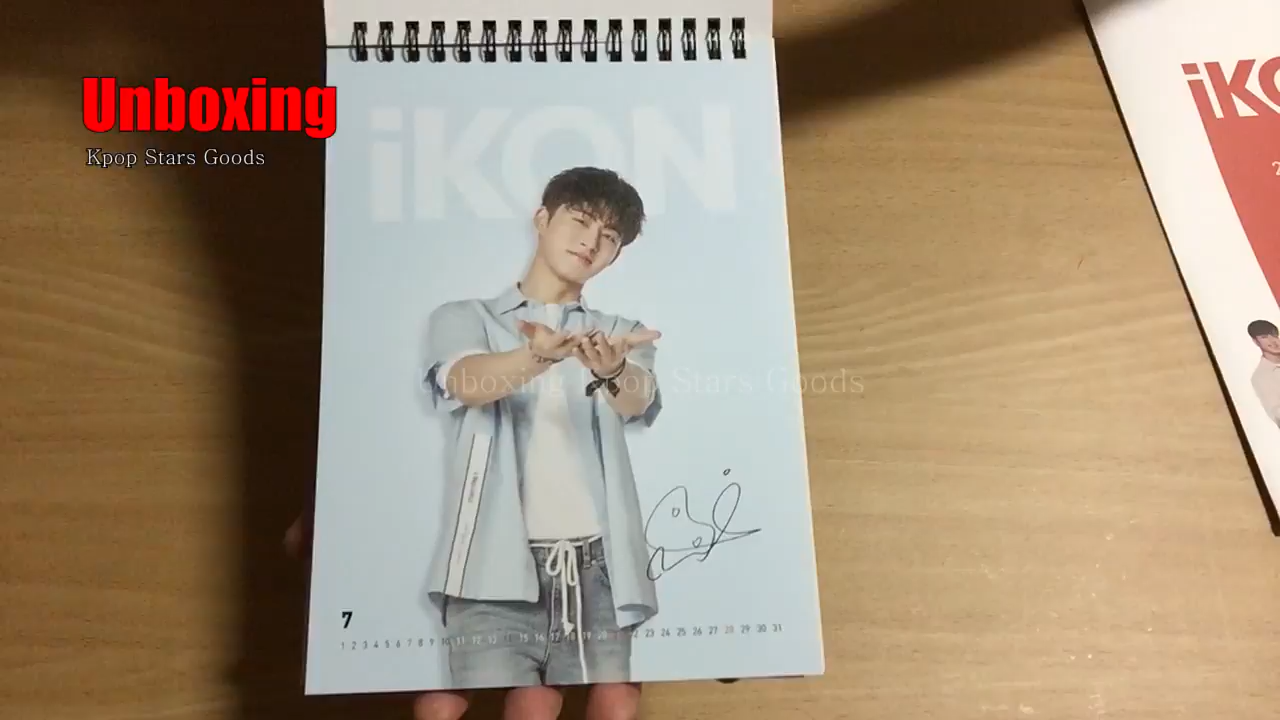 Unboxing
Kpop Stars Goods
iKON
iKO
2
Unboxing Kpop Stars Goods
7
1 2 3 4 5 6 7 8 9 10 11 12 13 14 15 16 17 18 19 20 21 22 23 24 25 26 27 28 29 30 31